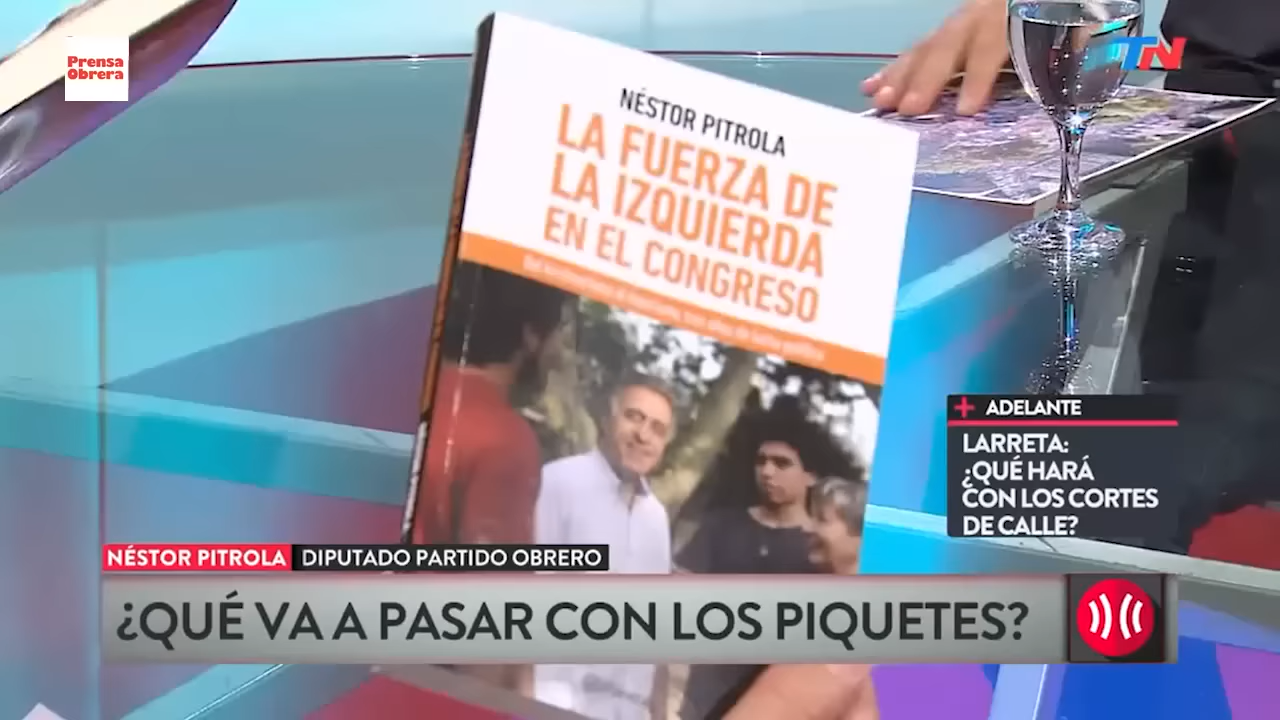 Prensa
Obrera
TN
NÉSTOR PITROLA
LA FUERZA DE
LA IZQUIERDA
EN EL CONGRESO
+ ADELANTE
LARRETA:
¿QUÉ HARÁ
CON LOS CORTES
DE CALLE?
NÉSTOR PITROLA DIPUTADO PARTIDO OBRERO
¿QUÉ VA A PASAR CON LOS PIQUETES?